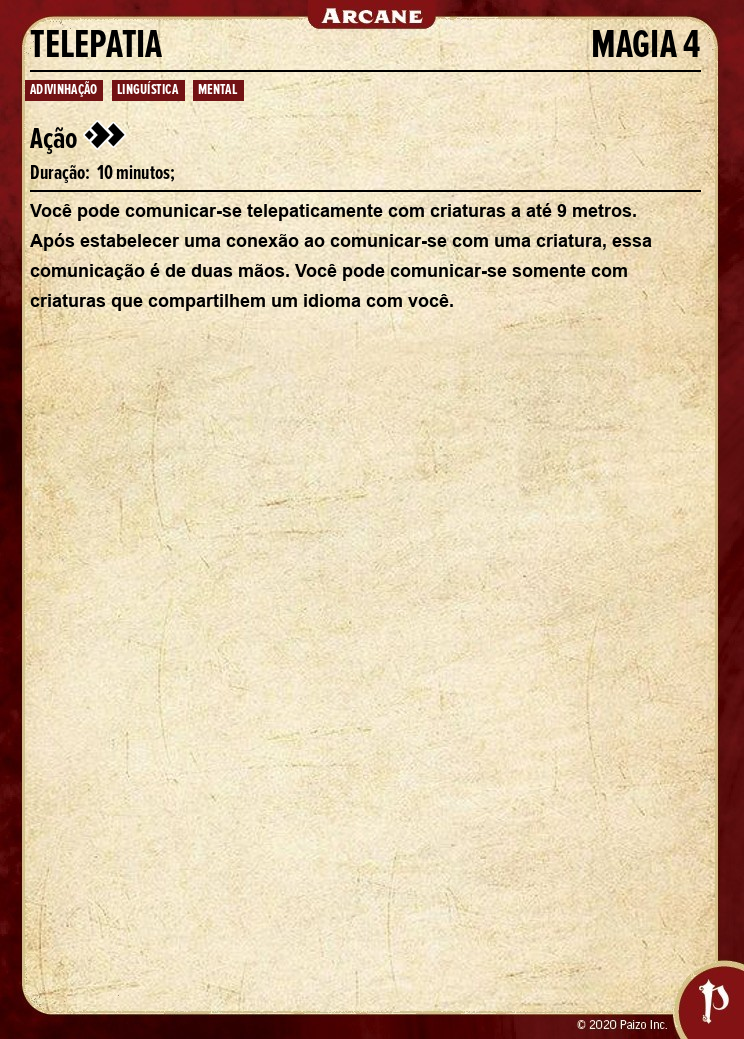 ARCANE
TELEPATIA MAGIA 4
ADIVINHAÇÃO LINGUÍSTICA MENTAL
Ação
Duração: 10 minutos;
Você pode comunicar-se telepaticamente com criaturas a até 9 metros.
Após estabelecer uma conexão ao comunicar-se com uma criatura, essa
comunicação é de duas mãos. Você pode comunicar-se somente com
criaturas que compartilhem um idioma com você.
© 2020 Paizo Inc.